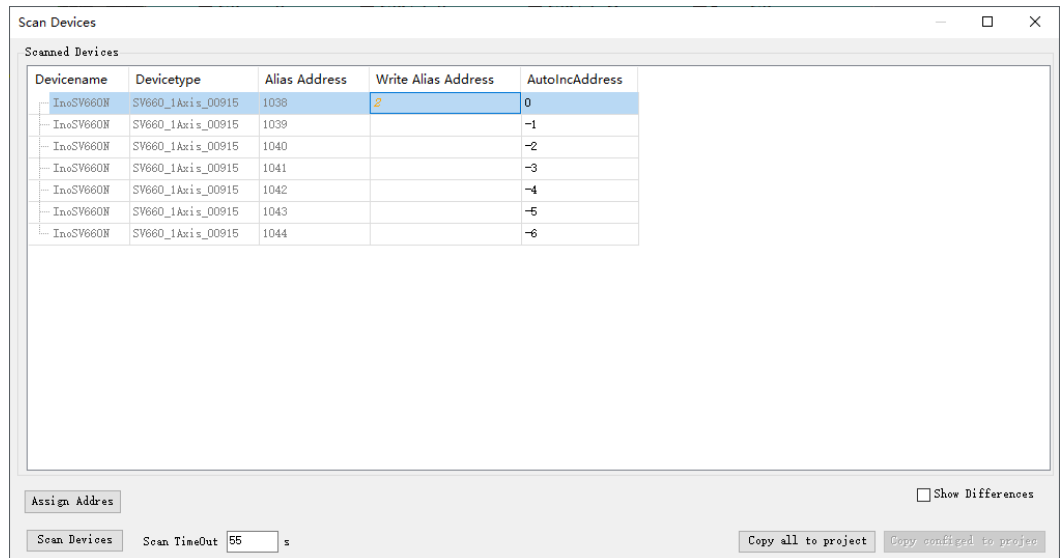 Scan Devices
Scanned Devices
Devicename Devicetype Alias Address Write Alias Address AutoIncAddress
InoSV660N SV660_1Axis_00915 1038 2 0
InoSV660N SV660_1Axis_00915 1039 -1
InoSV660N SV660_1Axis_00915 1040 -2
InoSV660N SV660_1Axis_00915 1041 -3
InoSV660N SV660_1Axis_00915 1042 -4
InoSV660N SV660_1Axis_00915 1043 -5
InoSV660N SV660_1Axis_00915 1044 -6
Assign Addres Show Differences
Scan Devices Scan TimeOut 55 s Copy all to project Copy configed to projec